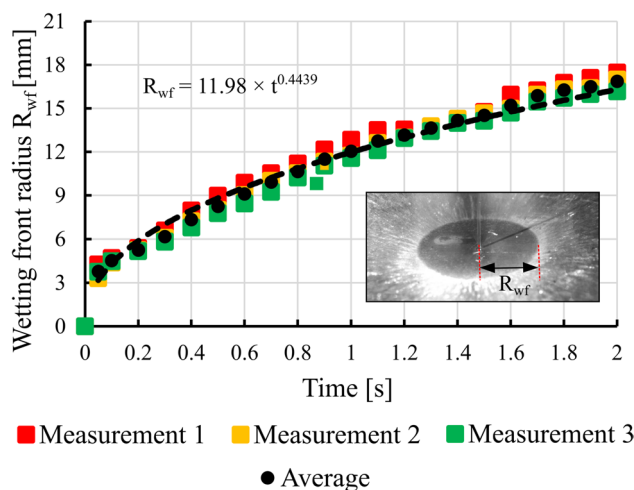 21
18
15
12
9
6
3
0
Wetting front radius R_wf [mm]
R_wf = 11.98 × t^0.4439
R_wf
0 0.2 0.4 0.6 0.8 1 1.2 1.4 1.6 1.8 2
Time [s]
Measurement 1 Measurement 2 Measurement 3
Average